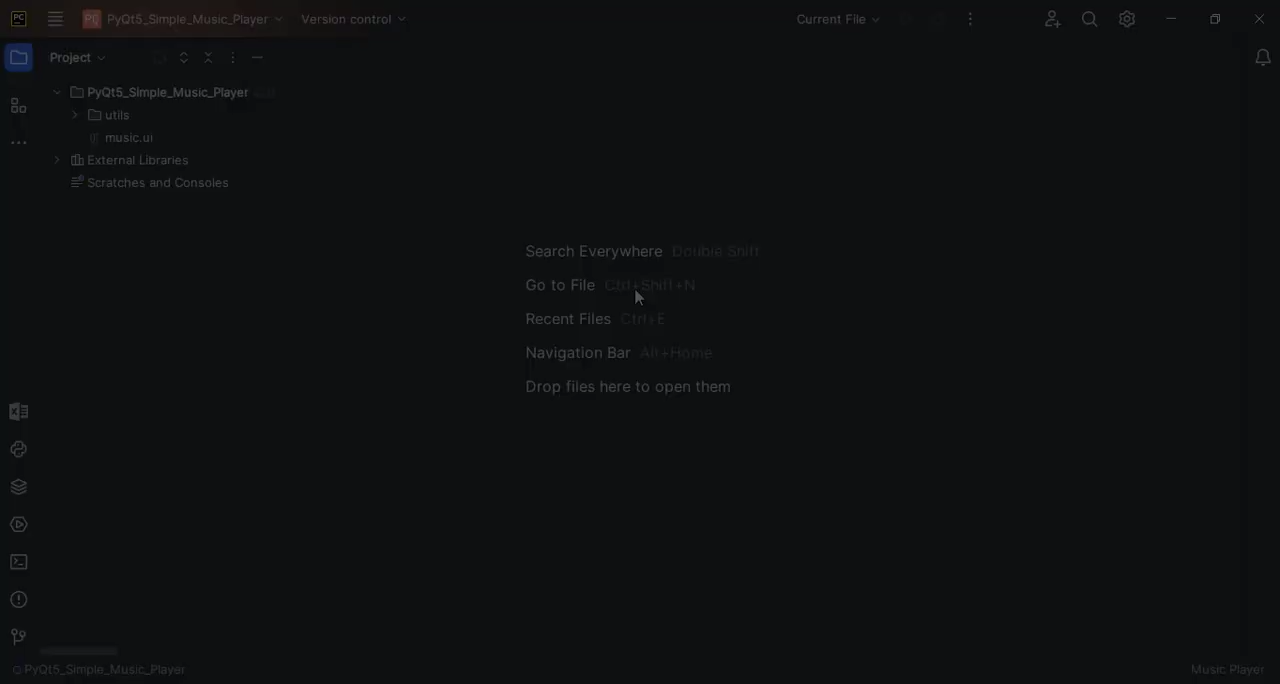 PC PC PyQt5_Simple_Music_Player Version control Current File
Project
PyQt5_Simple_Music_Player
utils
music.ui
External Libraries
Scratches and Consoles
Search Everywhere Double Shift
Go to File Ctrl+Shift+N
Recent Files Ctrl+E
Navigation Bar Alt+Home
Drop files here to open them
PyQt5_Simple_Music_Player Music Player